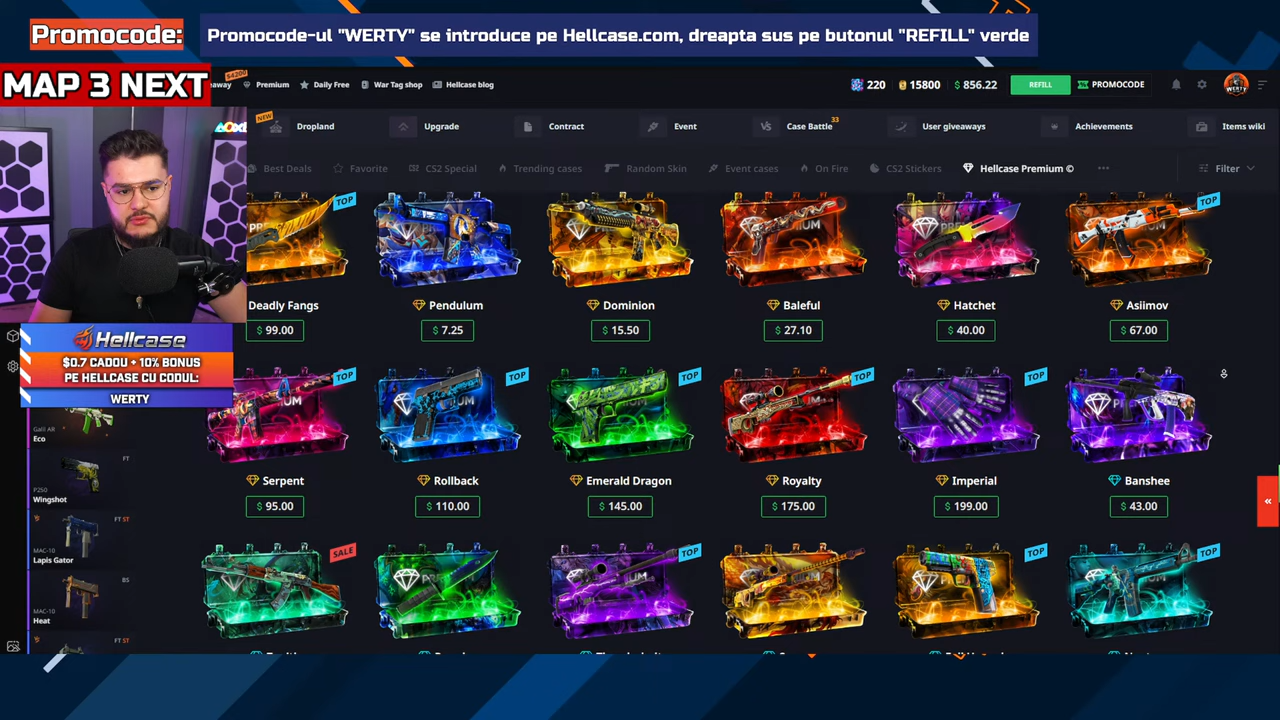 Promocode:
Promocode-ul "WERTY" se introduce pe Hellcase.com, dreapta sus pe butonul "REFILL" verde
MAP 3 NEXT
Premium
Daily Free
War Tag shop
Hellcase blog
220
15800
$ 856.22
REFILL
PROMOCODE
WERTY
NEW
Dropland
Upgrade
Contract
Event
VS
Case Battle
33
User giveaways
Achievements
Items wiki
Best Deals
Favorite
CS2 Special
Trending cases
Random Skin
Event cases
On Fire
CS2 Stickers
Hellcase Premium ©
Filter
TOP
TOP
TOP
Deadly Fangs
Pendulum
Dominion
Baleful
Hatchet
Asiimov
$ 99.00
$ 7.25
$ 15.50
$ 27.10
$ 40.00
$ 67.00
Hellcase
$0.7 CADOU + 10% BONUS
PE HELLCASE CU CODUL:
WERTY
TOP
TOP
TOP
TOP
TOP
TOP
Serpent
Rollback
Emerald Dragon
Royalty
Imperial
Banshee
$ 95.00
$ 110.00
$ 145.00
$ 175.00
$ 199.00
$ 43.00
Galil AR
Eco
FT
P250
Wingshot
FT ST
MAC-10
Lapis Gator
BS
MAC-10
Heat
FT ST
SALE
TOP
TOP
TOP